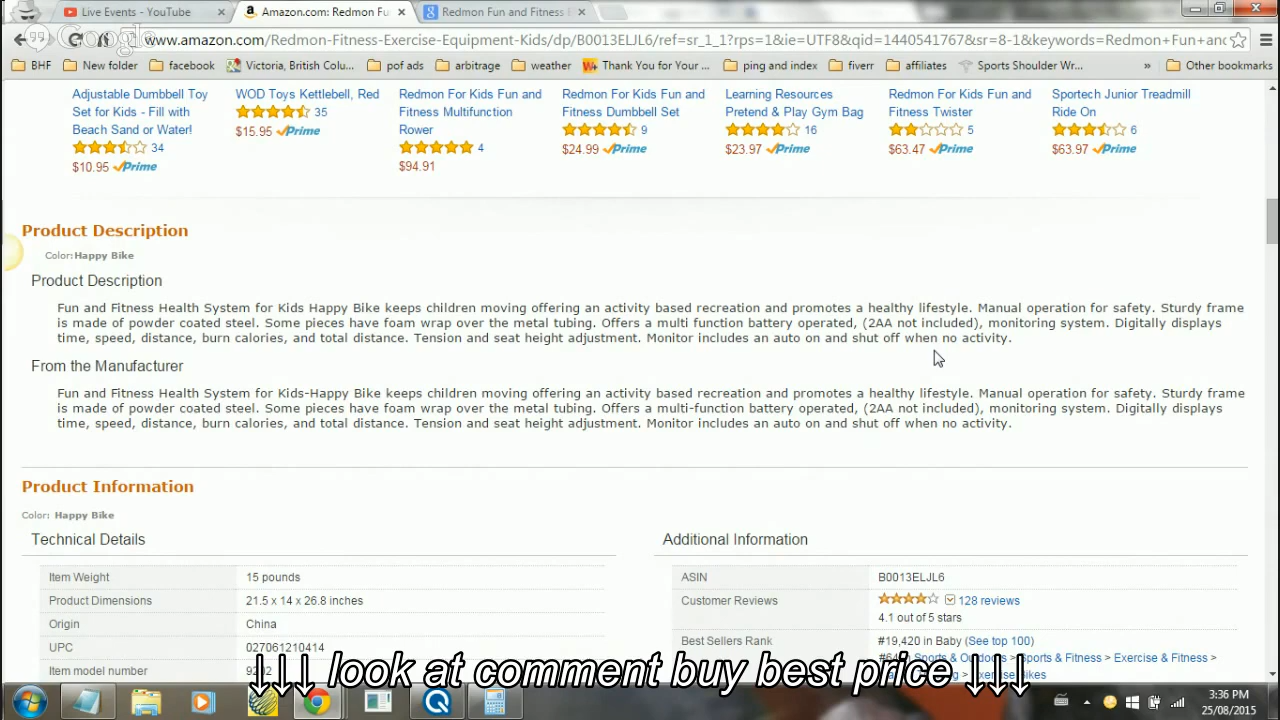 Live Events - YouTube
Amazon.com: Redmon Fu
Redmon Fun and Fitness
Google
www.amazon.com/Redmon-Fitness-Exercise-Equipment-Kids/dp/B0013ELJL6/ref=sr_1_1?rps=1&ie=UTF8&qid=1440541767&sr=8-1&keywords=Redmon+Fun+and
BHF New folder facebook Victoria, British Colu... pof ads arbitrage weather Thank You for Your ... ping and index fiverr affiliates Sports Shoulder Wr... » Other bookmarks
Adjustable Dumbbell Toy
Set for Kids - Fill with
Beach Sand or Water!
34
$10.95 Prime
WOD Toys Kettlebell, Red
35
$15.95 Prime
Redmon For Kids Fun and
Fitness Multifunction
Rower
4
$94.91
Redmon For Kids Fun and
Fitness Dumbbell Set
9
$24.99 Prime
Learning Resources
Pretend & Play Gym Bag
16
$23.97 Prime
Redmon For Kids Fun and
Fitness Twister
5
$63.47 Prime
Sportech Junior Treadmill
Ride On
6
$63.97 Prime
Product Description
Color: Happy Bike
Product Description
Fun and Fitness Health System for Kids Happy Bike keeps children moving offering an activity based recreation and promotes a healthy lifestyle. Manual operation for safety. Sturdy frame
is made of powder coated steel. Some pieces have foam wrap over the metal tubing. Offers a multi function battery operated, (2AA not included), monitoring system. Digitally displays
time, speed, distance, burn calories, and total distance. Tension and seat height adjustment. Monitor includes an auto on and shut off when no activity.
From the Manufacturer
Fun and Fitness Health System for Kids-Happy Bike keeps children moving offering an activity based recreation and promotes a healthy lifestyle. Manual operation for safety. Sturdy frame
is made of powder coated steel. Some pieces have foam wrap over the metal tubing. Offers a multi-function battery operated, (2AA not included), monitoring system. Digitally displays
time, speed, distance, burn calories, and total distance. Tension and seat height adjustment. Monitor includes an auto on and shut off when no activity.
Product Information
Color: Happy Bike
Technical Details
Item Weight 15 pounds
Product Dimensions 21.5 x 14 x 26.8 inches
Origin China
UPC 027061210414
Item model number
Additional Information
ASIN B0013ELJL6
Customer Reviews 128 reviews
4.1 out of 5 stars
Best Sellers Rank #19,420 in Baby (See top 100)
Sports & Outdoors > Sports & Fitness > Exercise & Fitness >
↓↓↓ look at comment buy best price ↓↓↓
3:36 PM
25/08/2015